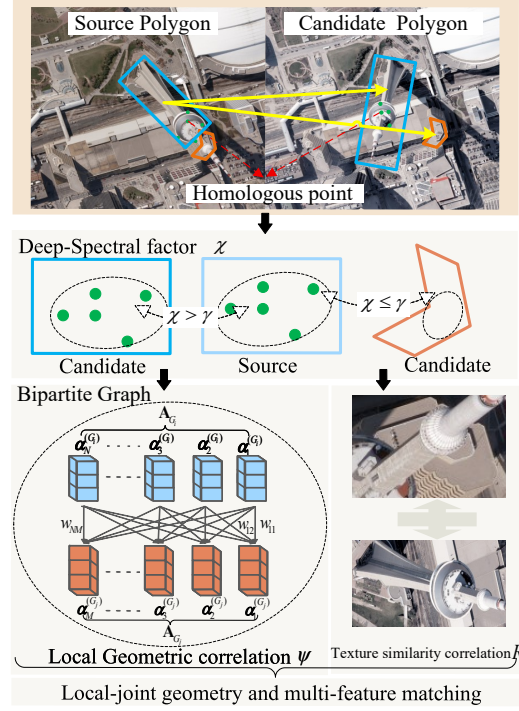 Source Polygon
Candidate Polygon
Homologous point
Deep-Spectral factor χ
χ > γ
χ ≤ γ
Candidate
Source
Candidate
Bipartite Graph
A_{G_i}
α_N^{(G_i)} α_3^{(G_i)} α_2^{(G_i)} α_1^{(G_i)}
w_{NM} w_{12} w_{11}
α_M^{(G_j)} α_3^{(G_j)} α_2^{(G_j)} α_1^{(G_j)}
A_{G_j}
Local Geometric correlation ψ
Texture similarity correlation
Local-joint geometry and multi-feature matching